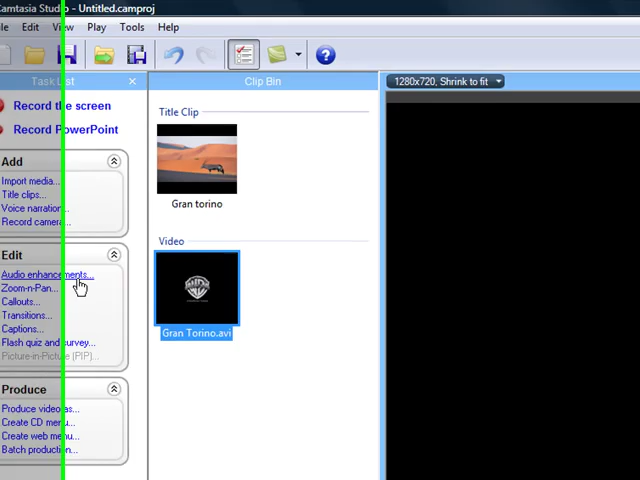 Camtasia Studio - Untitled.camproj
Edit View Play Tools Help
Task List
Clip Bin
1280x720, Shrink to fit
Record the screen
Record PowerPoint
Add
Import media...
Title clips...
Voice narration...
Record camera...
Edit
Audio enhancements...
Zoom-n-Pan...
Callouts...
Transitions...
Captions...
Flash quiz and survey...
Picture-in-Picture (PIP)...
Produce
Produce video as...
Create CD menu...
Create web menu...
Batch production...
Title Clip
Gran torino
Video
Gran Torino.avi